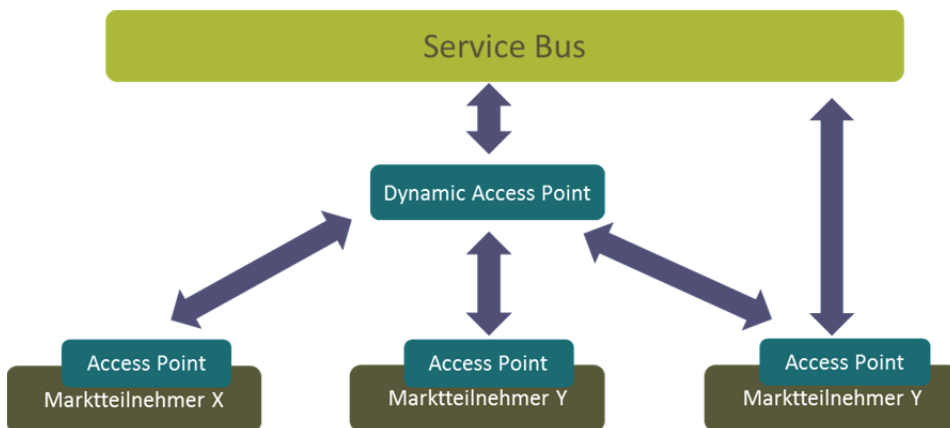 Service Bus
Dynamic Access Point
Access Point
Marktteilnehmer X
Access Point
Marktteilnehmer Y
Access Point
Marktteilnehmer Y